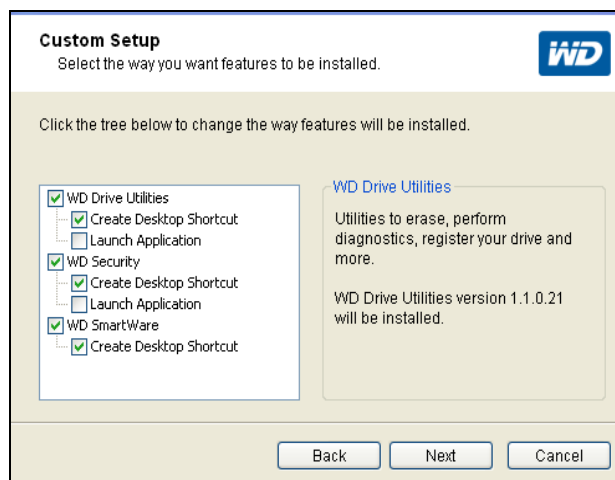 Custom Setup
Select the way you want features to be installed.
WD
Click the tree below to change the way features will be installed.
WD Drive Utilities
Create Desktop Shortcut
Launch Application
WD Security
Create Desktop Shortcut
Launch Application
WD SmartWare
Create Desktop Shortcut
WD Drive Utilities
Utilities to erase, perform
diagnostics, register your drive and
more.
WD Drive Utilities version 1.1.0.21
will be installed.
Back
Next
Cancel